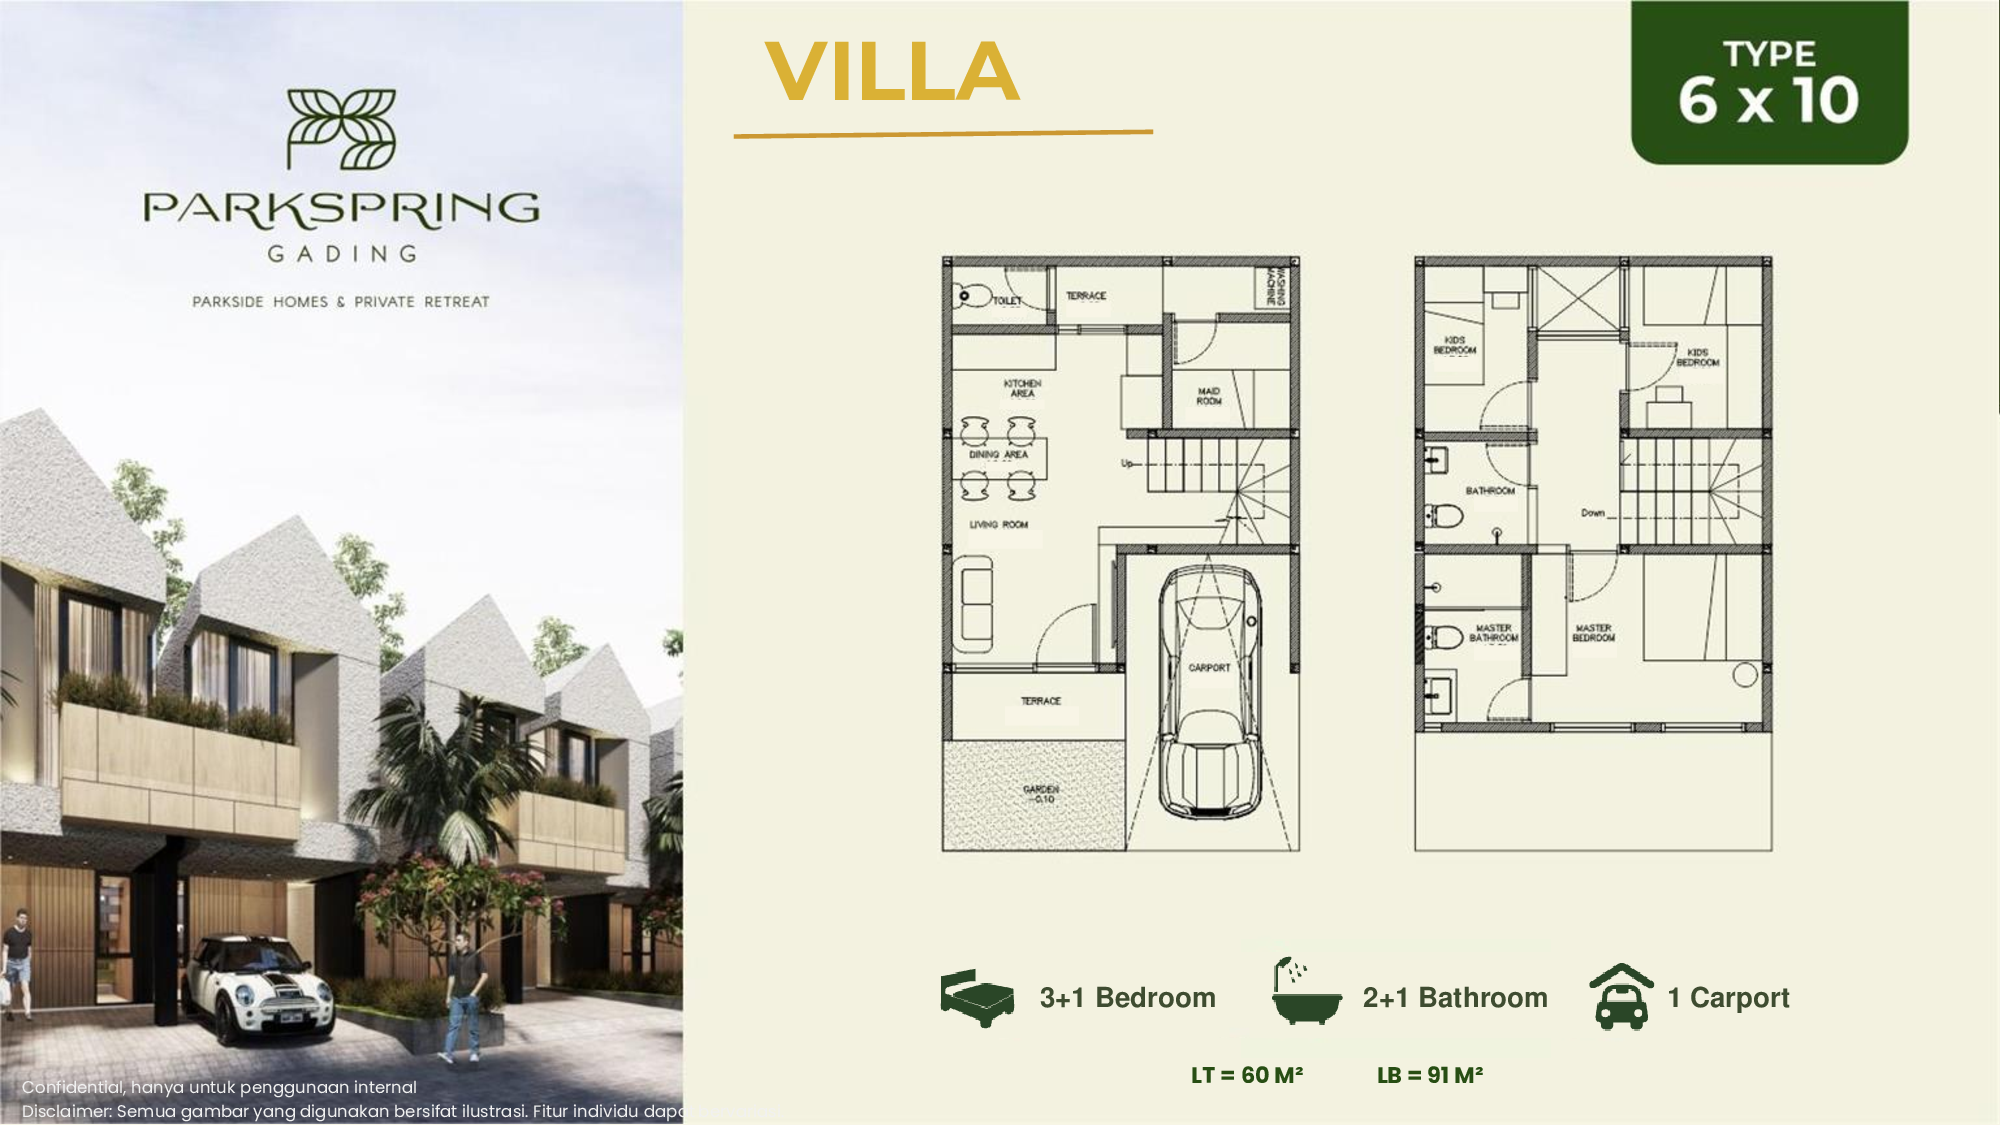 PARKSPRING
GADING
PARKSIDE HOMES & PRIVATE RETREAT
Confidential, hanya untuk penggunaan internal
Disclaimer: Semua gambar yang digunakan bersifat ilustrasi. Fitur individu dapa
VILLA
TYPE
6 x 10
TOILET
TERRACE
WASHING
MACHINE
KITCHEN
AREA
MAID
ROOM
DINING AREA
Up
LIVING ROOM
CARPORT
TERRACE
GARDEN
-0.10
KIDS
BEDROOM
KIDS
BEDROOM
BATHROOM
Down
MASTER
BATHROOM
MASTER
BEDROOM
3+1 Bedroom
2+1 Bathroom
1 Carport
LT = 60 M²
LB = 91 M²